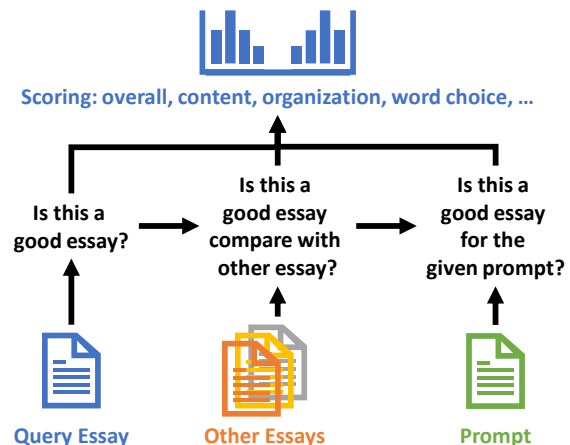 Scoring: overall, content, organization, word choice, ...
Is this a
good essay?
Is this a
good essay
compare with
other essay?
Is this a
good essay
for the
given prompt?
Query Essay
Other Essays
Prompt